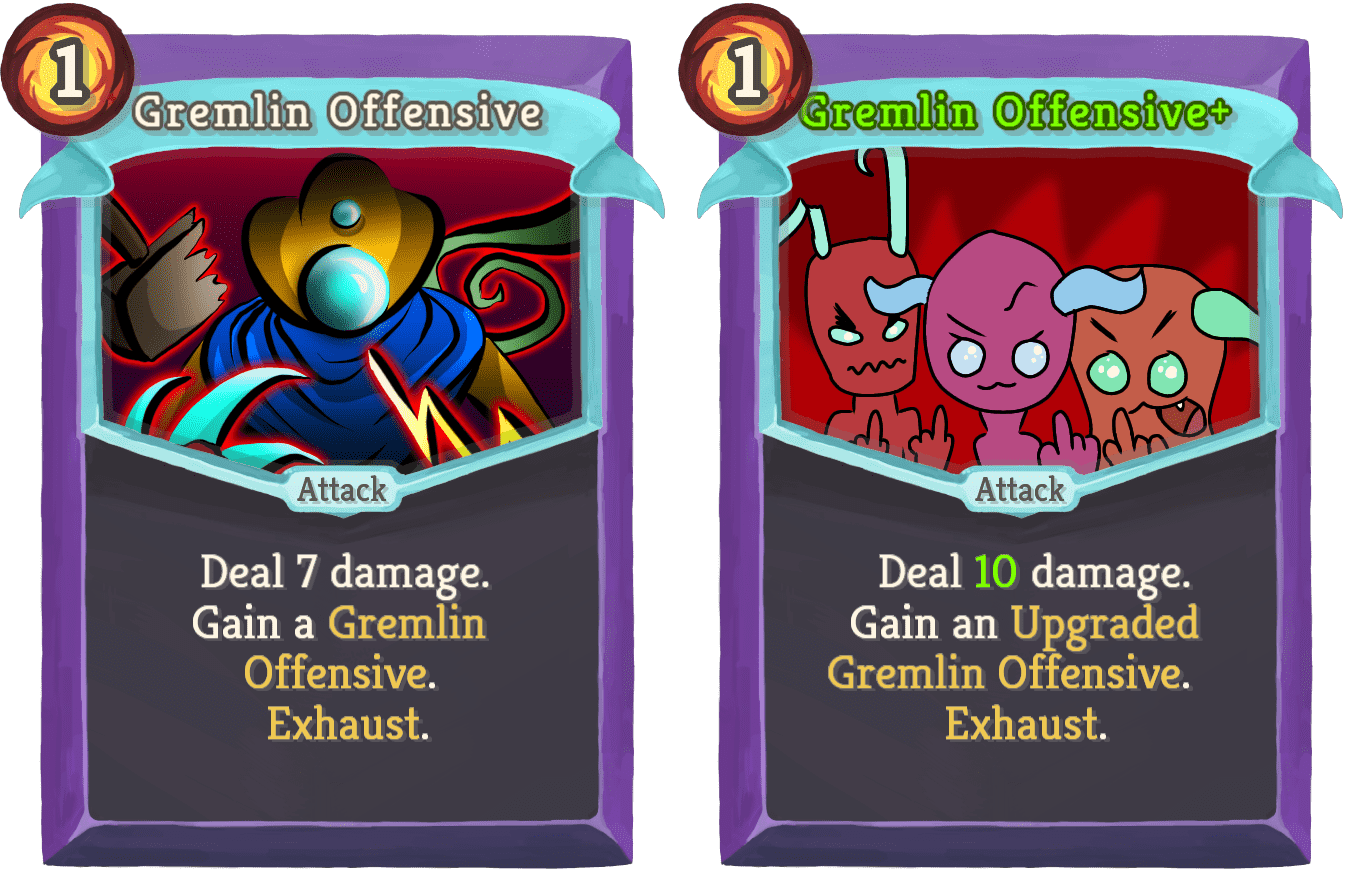 1
Gremlin Offensive
Attack
Deal 7 damage.
Gain a Gremlin
Offensive.
Exhaust.
1
Gremlin Offensive+
Attack
Deal 10 damage.
Gain an Upgraded
Gremlin Offensive.
Exhaust.